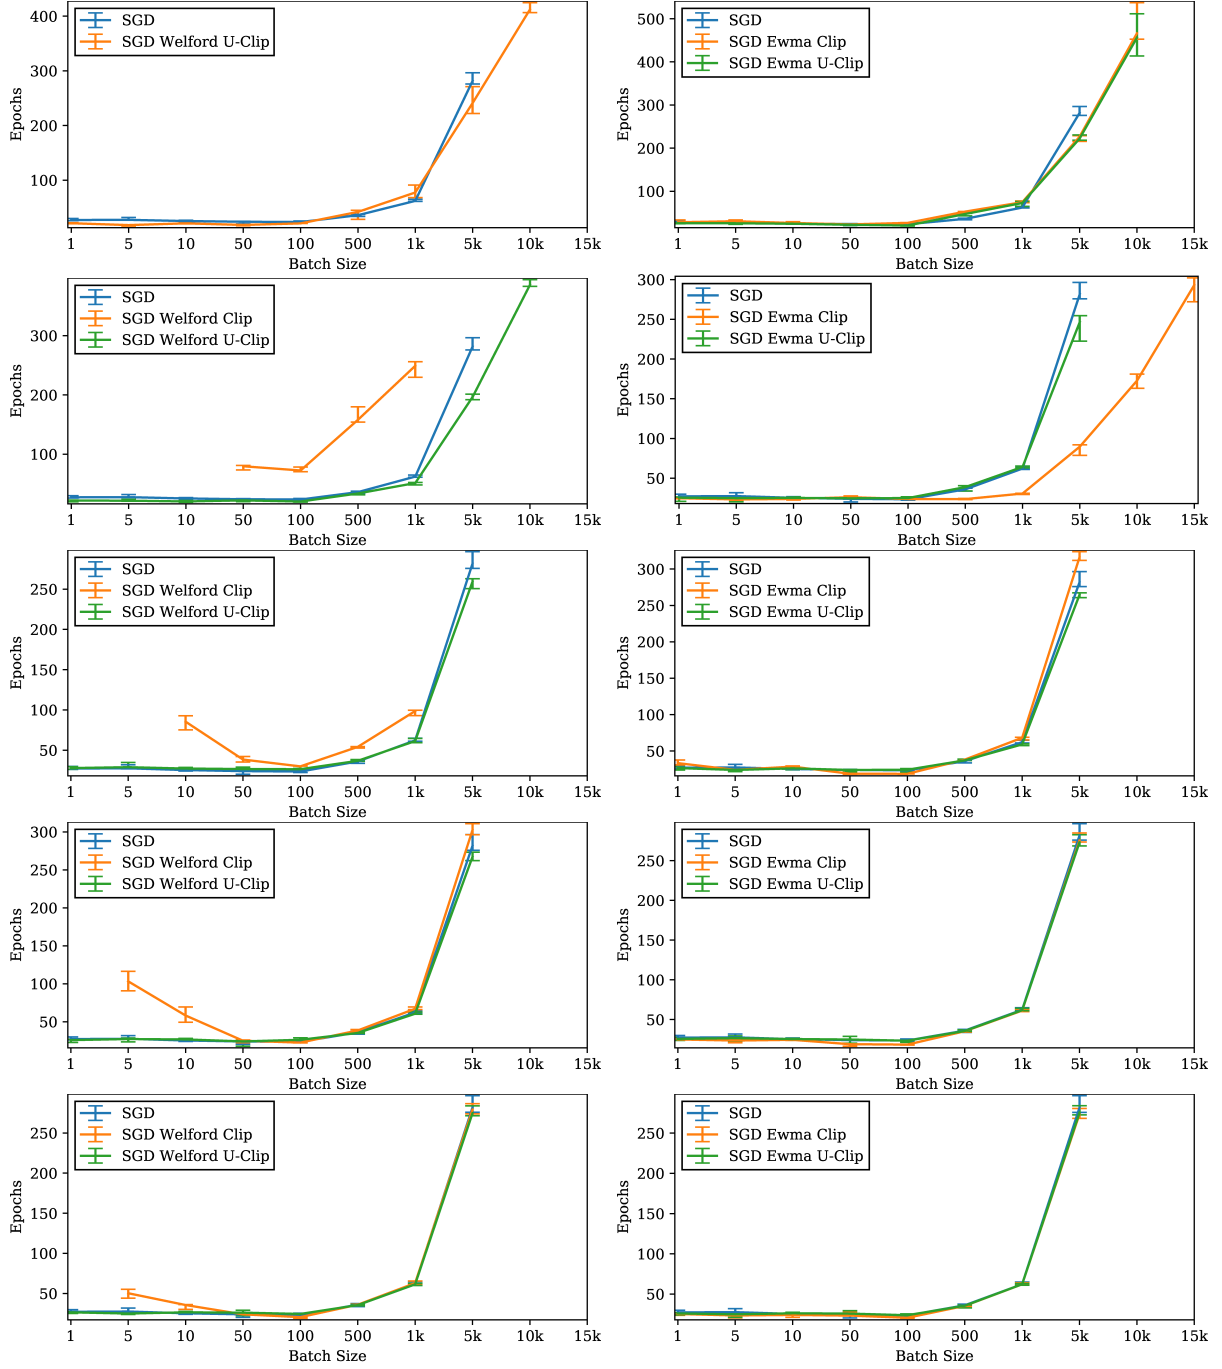 SGD
SGD Welford U-Clip
Epochs
400
300
200
100
1 5 10 50 100 500 1k 5k 10k 15k
Batch Size
SGD
SGD Ewma Clip
SGD Ewma U-Clip
Epochs
500
400
300
200
100
1 5 10 50 100 500 1k 5k 10k 15k
Batch Size
SGD
SGD Welford Clip
SGD Welford U-Clip
Epochs
300
200
100
1 5 10 50 100 500 1k 5k 10k 15k
Batch Size
SGD
SGD Ewma Clip
SGD Ewma U-Clip
Epochs
300
250
200
150
100
50
1 5 10 50 100 500 1k 5k 10k 15k
Batch Size
SGD
SGD Welford Clip
SGD Welford U-Clip
Epochs
250
200
150
100
50
1 5 10 50 100 500 1k 5k 10k 15k
Batch Size
SGD
SGD Ewma Clip
SGD Ewma U-Clip
Epochs
300
250
200
150
100
50
1 5 10 50 100 500 1k 5k 10k 15k
Batch Size
SGD
SGD Welford Clip
SGD Welford U-Clip
Epochs
300
250
200
150
100
50
1 5 10 50 100 500 1k 5k 10k 15k
Batch Size
SGD
SGD Ewma Clip
SGD Ewma U-Clip
Epochs
250
200
150
100
50
1 5 10 50 100 500 1k 5k 10k 15k
Batch Size
SGD
SGD Welford Clip
SGD Welford U-Clip
Epochs
250
200
150
100
50
1 5 10 50 100 500 1k 5k 10k 15k
Batch Size
SGD
SGD Ewma Clip
SGD Ewma U-Clip
Epochs
250
200
150
100
50
1 5 10 50 100 500 1k 5k 10k 15k
Batch Size